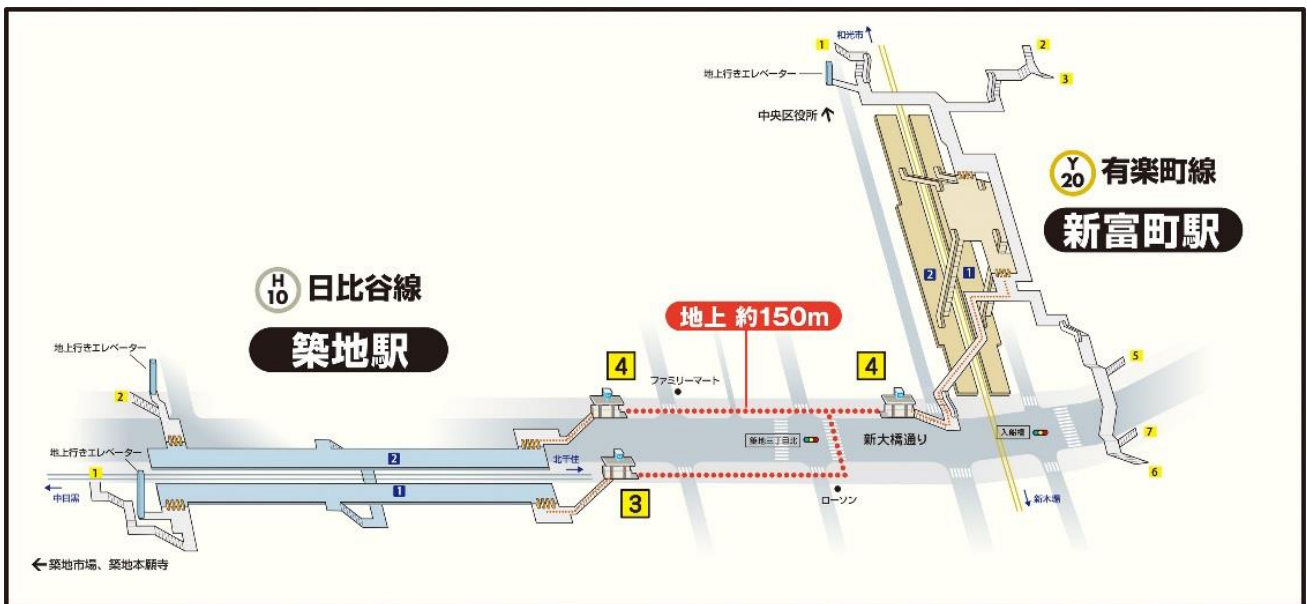 和光市
1
2
3
地上行きエレベーター
中央区役所
Y
20
有楽町線
新富町駅
2
1
H
10
日比谷線
築地駅
地上 約150m
地上行きエレベーター
2
4
ファミリーマート
4
5
築地三丁目北
新大橋通り
入船橋
7
6
地上行きエレベーター
1
2
北千住
中目黒
1
3
ローソン
新木場
築地市場、築地本願寺